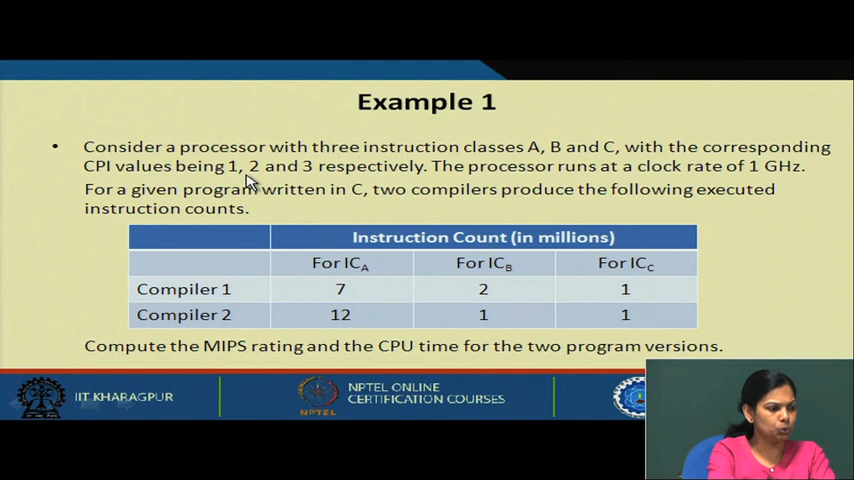 Example 1
• Consider a processor with three instruction classes A, B and C, with the corresponding
CPI values being 1, 2 and 3 respectively. The processor runs at a clock rate of 1 GHz.
For a given program written in C, two compilers produce the following executed
instruction counts.
Instruction Count (in millions)
For ICA For ICB For ICC
Compiler 1 7 2 1
Compiler 2 12 1 1
Compute the MIPS rating and the CPU time for the two program versions.
IIT KHARAGPUR
NPTEL
NPTEL ONLINE
CERTIFICATION COURSES